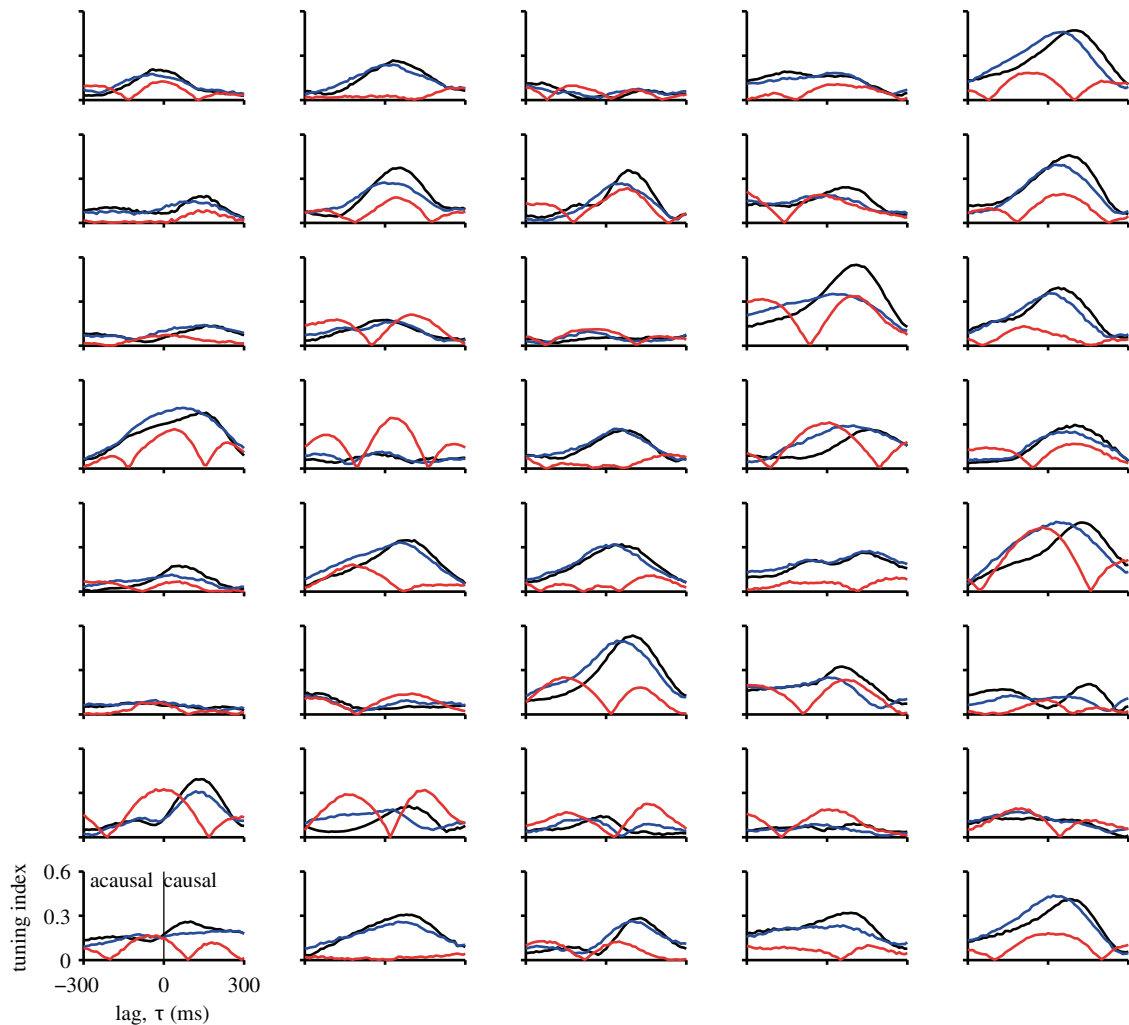 0.6
acausal causal
tuning index
0.3
0
−300 0 300
lag, τ (ms)